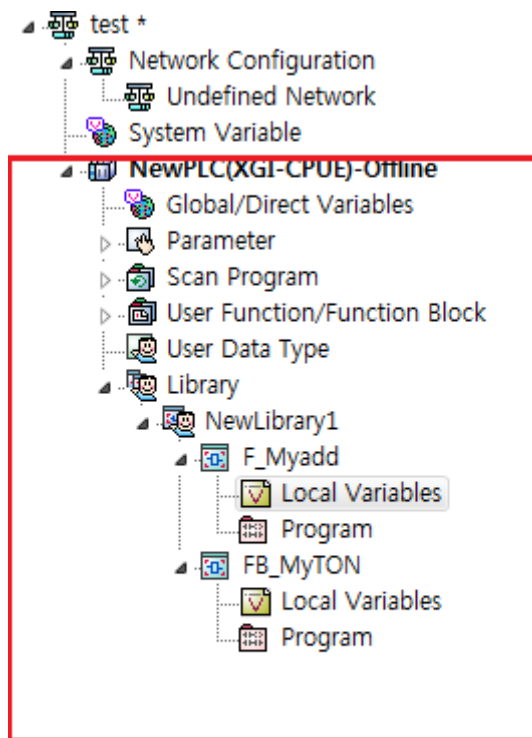 test *
Network Configuration
Undefined Network
System Variable
NewPLC(XGI-CPUE)-Offline
Global/Direct Variables
Parameter
Scan Program
User Function/Function Block
User Data Type
Library
NewLibrary1
F_Myadd
Local Variables
Program
FB_MyTON
Local Variables
Program